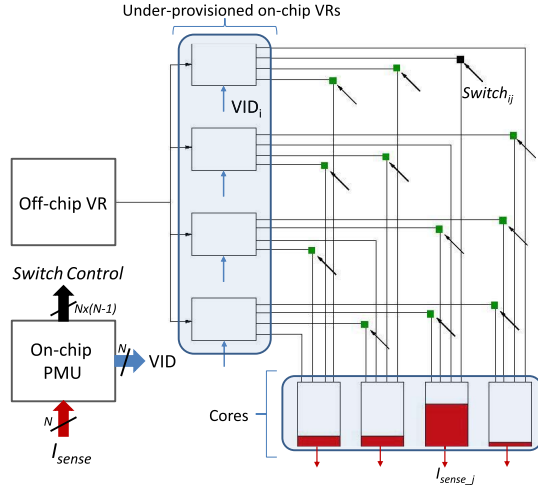 Under-provisioned on-chip VRs
Switch_ij
VID_i
Off-chip VR
Switch Control
Nx(N-1)
On-chip
PMU
N
VID
N
I_sense
Cores
I_sense_j